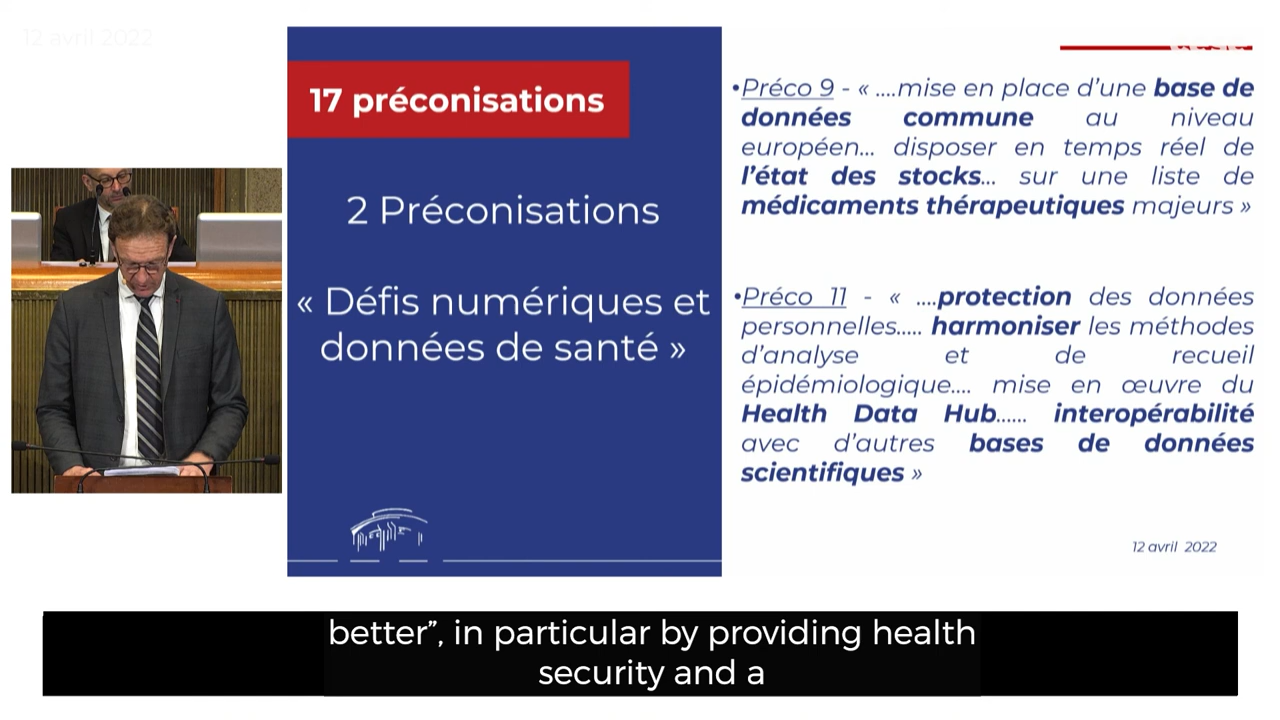 12 avril 2022
17 préconisations
2 Préconisations
« Défis numériques et
données de santé »
•Préco 9 - « ....mise en place d'une base de
données commune au niveau
européen... disposer en temps réel de
l'état des stocks... sur une liste de
médicaments thérapeutiques majeurs »
•Préco 11 - « ....protection des données
personnelles..... harmoniser les méthodes
d'analyse et de recueil
épidémiologique.... mise en œuvre du
Health Data Hub...... interopérabilité
avec d'autres bases de données
scientifiques »
12 avril 2022
better”, in particular by providing health
security and a